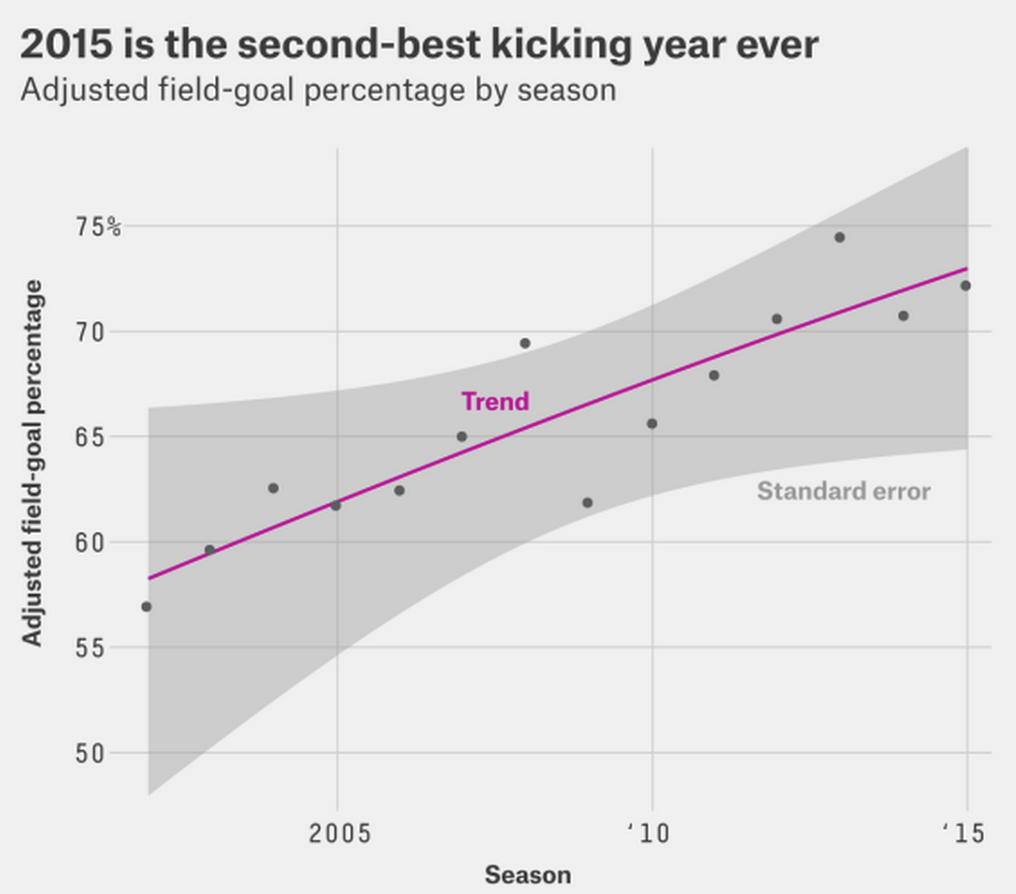 2015 is the second-best kicking year ever
Adjusted field-goal percentage by season
Adjusted field-goal percentage
75%
70
65
60
55
50
Trend
Standard error
2005
‘10
‘15
Season